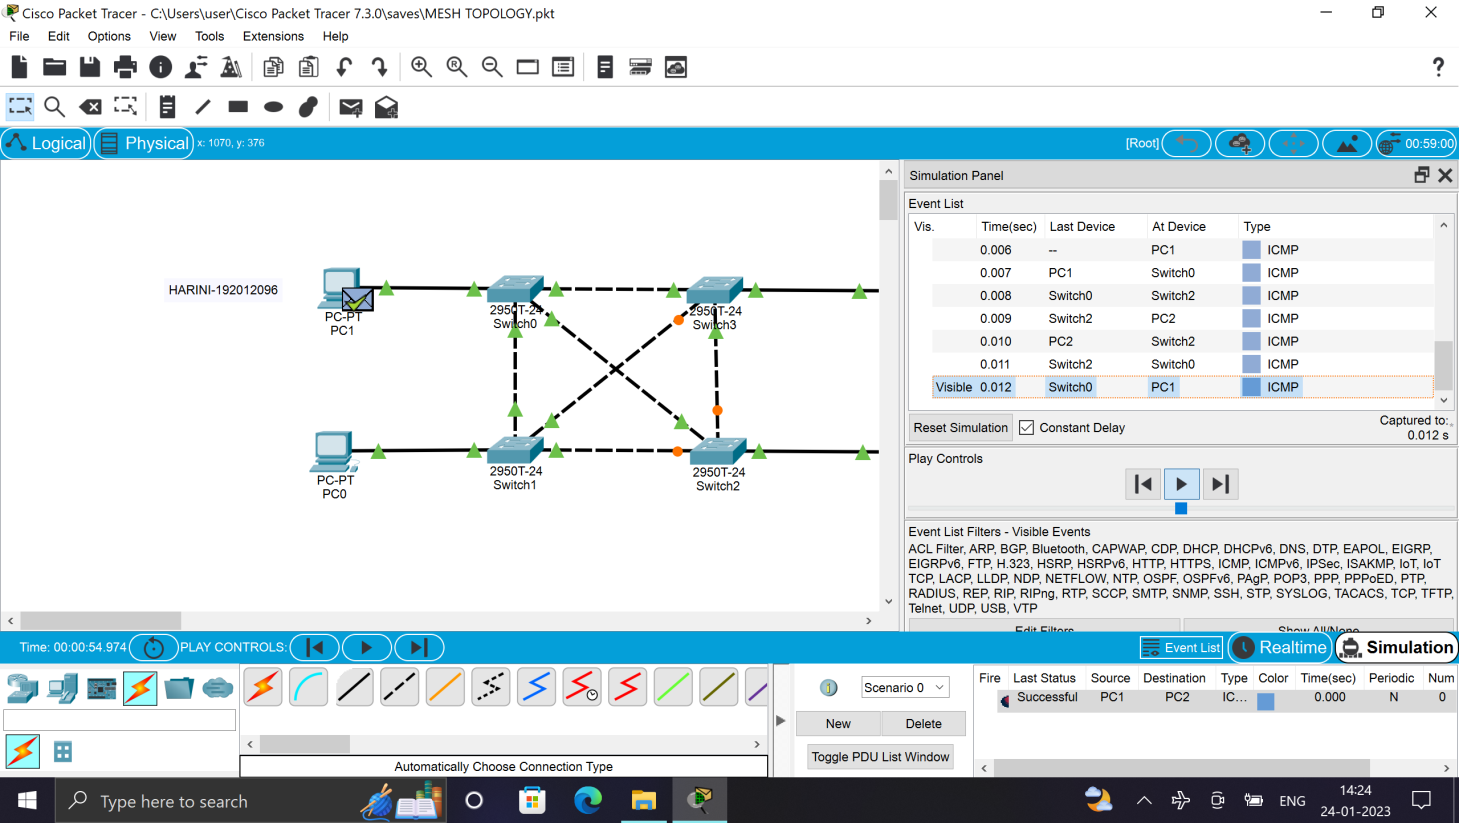 Cisco Packet Tracer - C:\Users\user\Cisco Packet Tracer 7.3.0\saves\MESH TOPOLOGY.pkt
File Edit Options View Tools Extensions Help
Logical Physical x: 1070, y: 376 [Root] 00:59:00
HARINI-192012096
PC-PT
PC1
2950T-24
Switch0
2950T-24
Switch3
PC-PT
PC0
2950T-24
Switch1
2950T-24
Switch2
Simulation Panel
Event List
Vis. Time(sec) Last Device At Device Type
0.006 -- PC1 ICMP
0.007 PC1 Switch0 ICMP
0.008 Switch0 Switch2 ICMP
0.009 Switch2 PC2 ICMP
0.010 PC2 Switch2 ICMP
0.011 Switch2 Switch0 ICMP
Visible 0.012 Switch0 PC1 ICMP
Reset Simulation Constant Delay Captured to:
0.012 s
Play Controls
Event List Filters - Visible Events
ACL Filter, ARP, BGP, Bluetooth, CAPWAP, CDP, DHCP, DHCPv6, DNS, DTP, EAPOL, EIGRP,
EIGRPv6, FTP, H.323, HSRP, HSRPv6, HTTP, HTTPS, ICMP, ICMPv6, IPSec, ISAKMP, IoT, IoT
TCP, LACP, LLDP, NDP, NETFLOW, NTP, OSPF, OSPFv6, PAgP, POP3, PPP, PPPoED, PTP,
RADIUS, REP, RIP, RIPng, RTP, SCCP, SMTP, SNMP, SSH, STP, SYSLOG, TACACS, TCP, TFTP,
Telnet, UDP, USB, VTP
Edit Filters Show All/None
Time: 00:00:54.974 PLAY CONTROLS: Event List Realtime Simulation
Scenario 0
New Delete
Toggle PDU List Window
Fire Last Status Source Destination Type Color Time(sec) Periodic Num
Successful PC1 PC2 IC... 0.000 N 0
Automatically Choose Connection Type
Type here to search
ENG
14:24
24-01-2023